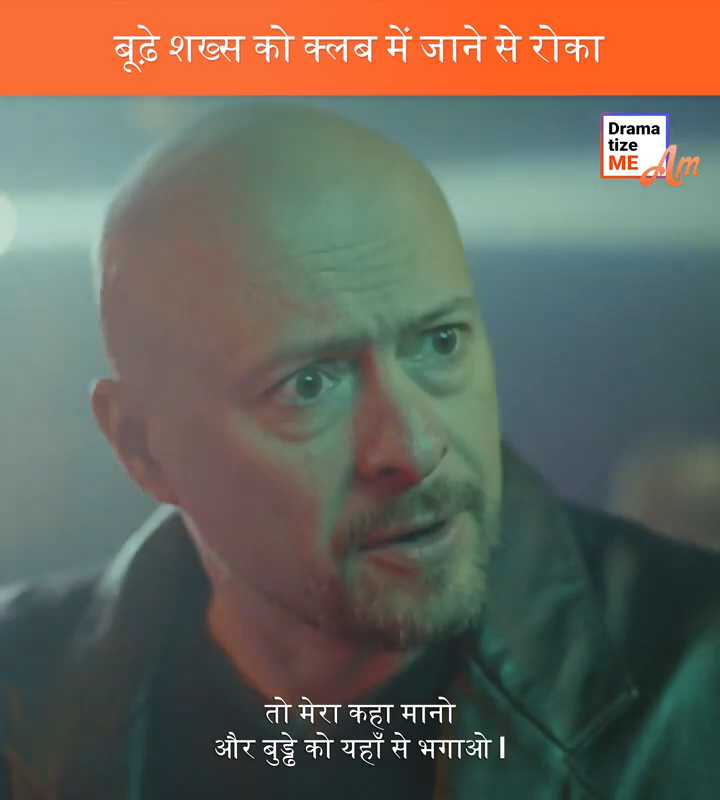 बूढ़े शख्स को क्लब में जाने से रोका
Drama
tize
ME
Am
तो मेरा कहा मानो
और बुड्ढे को यहाँ से भगाओ।